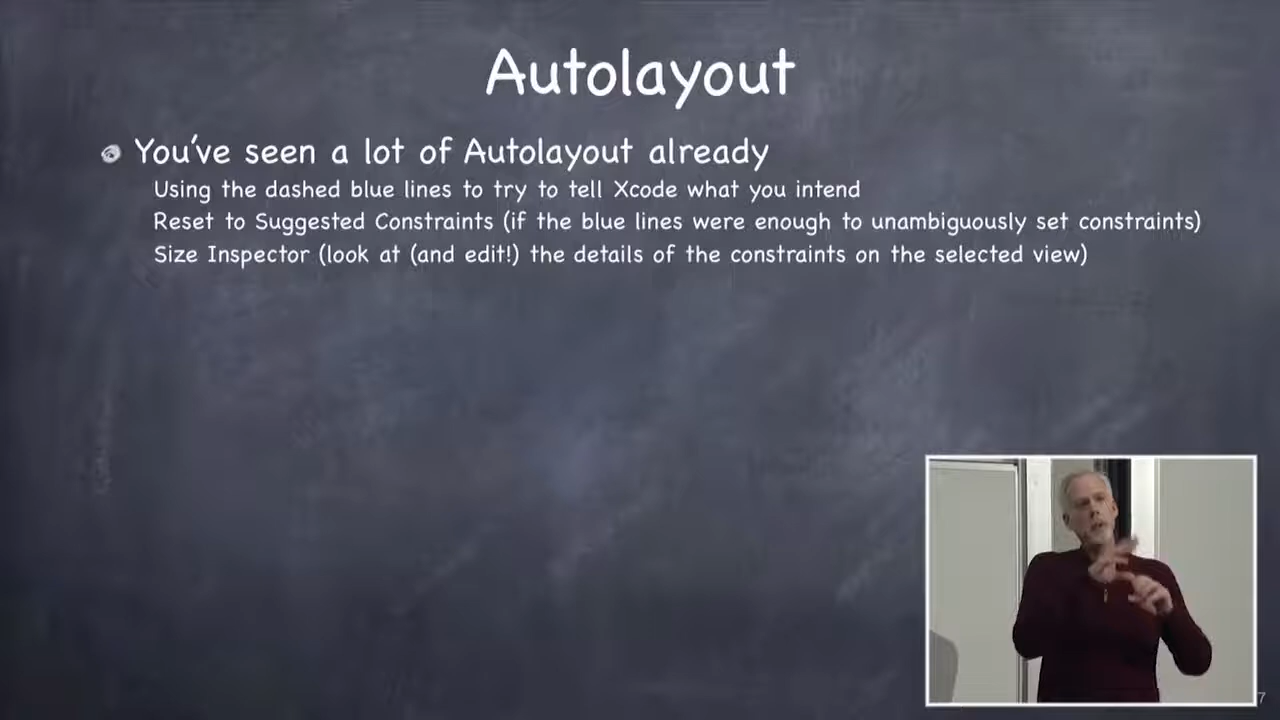 Autolayout
You've seen a lot of Autolayout already
Using the dashed blue lines to try to tell Xcode what you intend
Reset to Suggested Constraints (if the blue lines were enough to unambiguously set constraints)
Size Inspector (look at (and edit!) the details of the constraints on the selected view)
7